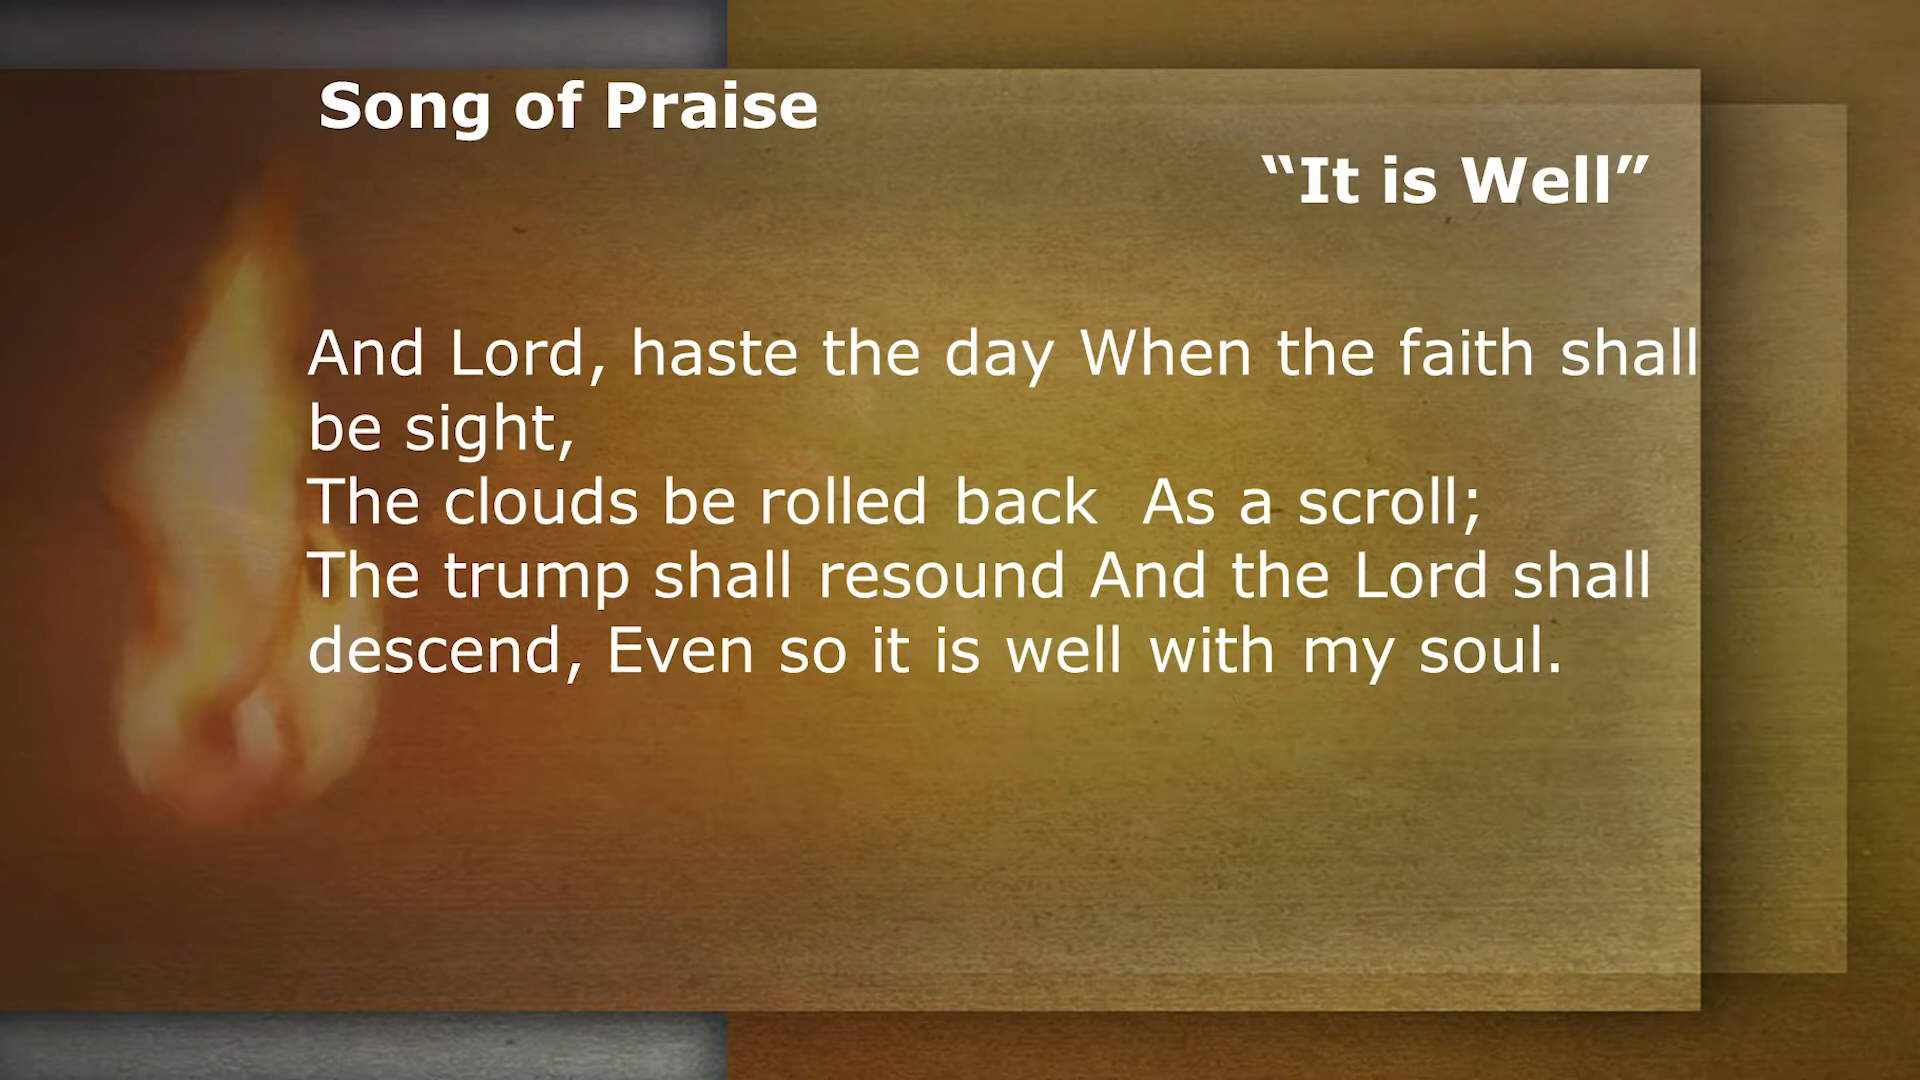 Song of Praise
“It is Well”
And Lord, haste the day When the faith shall
be sight,
The clouds be rolled back  As a scroll;
The trump shall resound And the Lord shall
descend, Even so it is well with my soul.